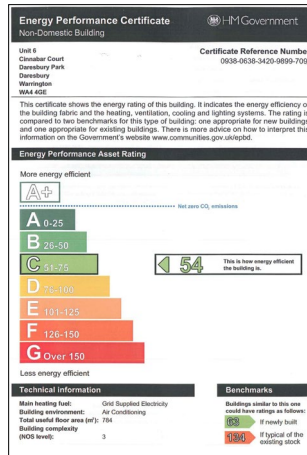 Energy Performance Certificate
Non-Domestic Building
HM Government
Unit 6
Cinnabar Court
Daresbury Park
Daresbury
Warrington
WA4 4GE
Certificate Reference Numbe
0938-0638-3420-9899-709
This certificate shows the energy rating of this building. It indicates the energy efficiency o
the building fabric and the heating, ventilation, cooling and lighting systems. The rating i
compared to two benchmarks for this type of building: one appropriate for new buildings
and one appropriate for existing buildings. There is more advice on how to interpret this
information on the Government's website www.communities.gov.uk/epbd.
Energy Performance Asset Rating
More energy efficient
A+
Net zero CO2 emissions
A 0-25
B 26-50
C 51-75
54
This is how energy efficient
the building is.
D 76-100
E 101-125
F 126-150
G Over 150
Less energy efficient
Technical information
Main heating fuel: Grid Supplied Electricity
Building environment: Air Conditioning
Total useful floor area (m²): 784
Building complexity
(NOS level): 3
Benchmarks
Buildings similar to this one
could have ratings as follows:
If newly built
If typical of the
existing stock